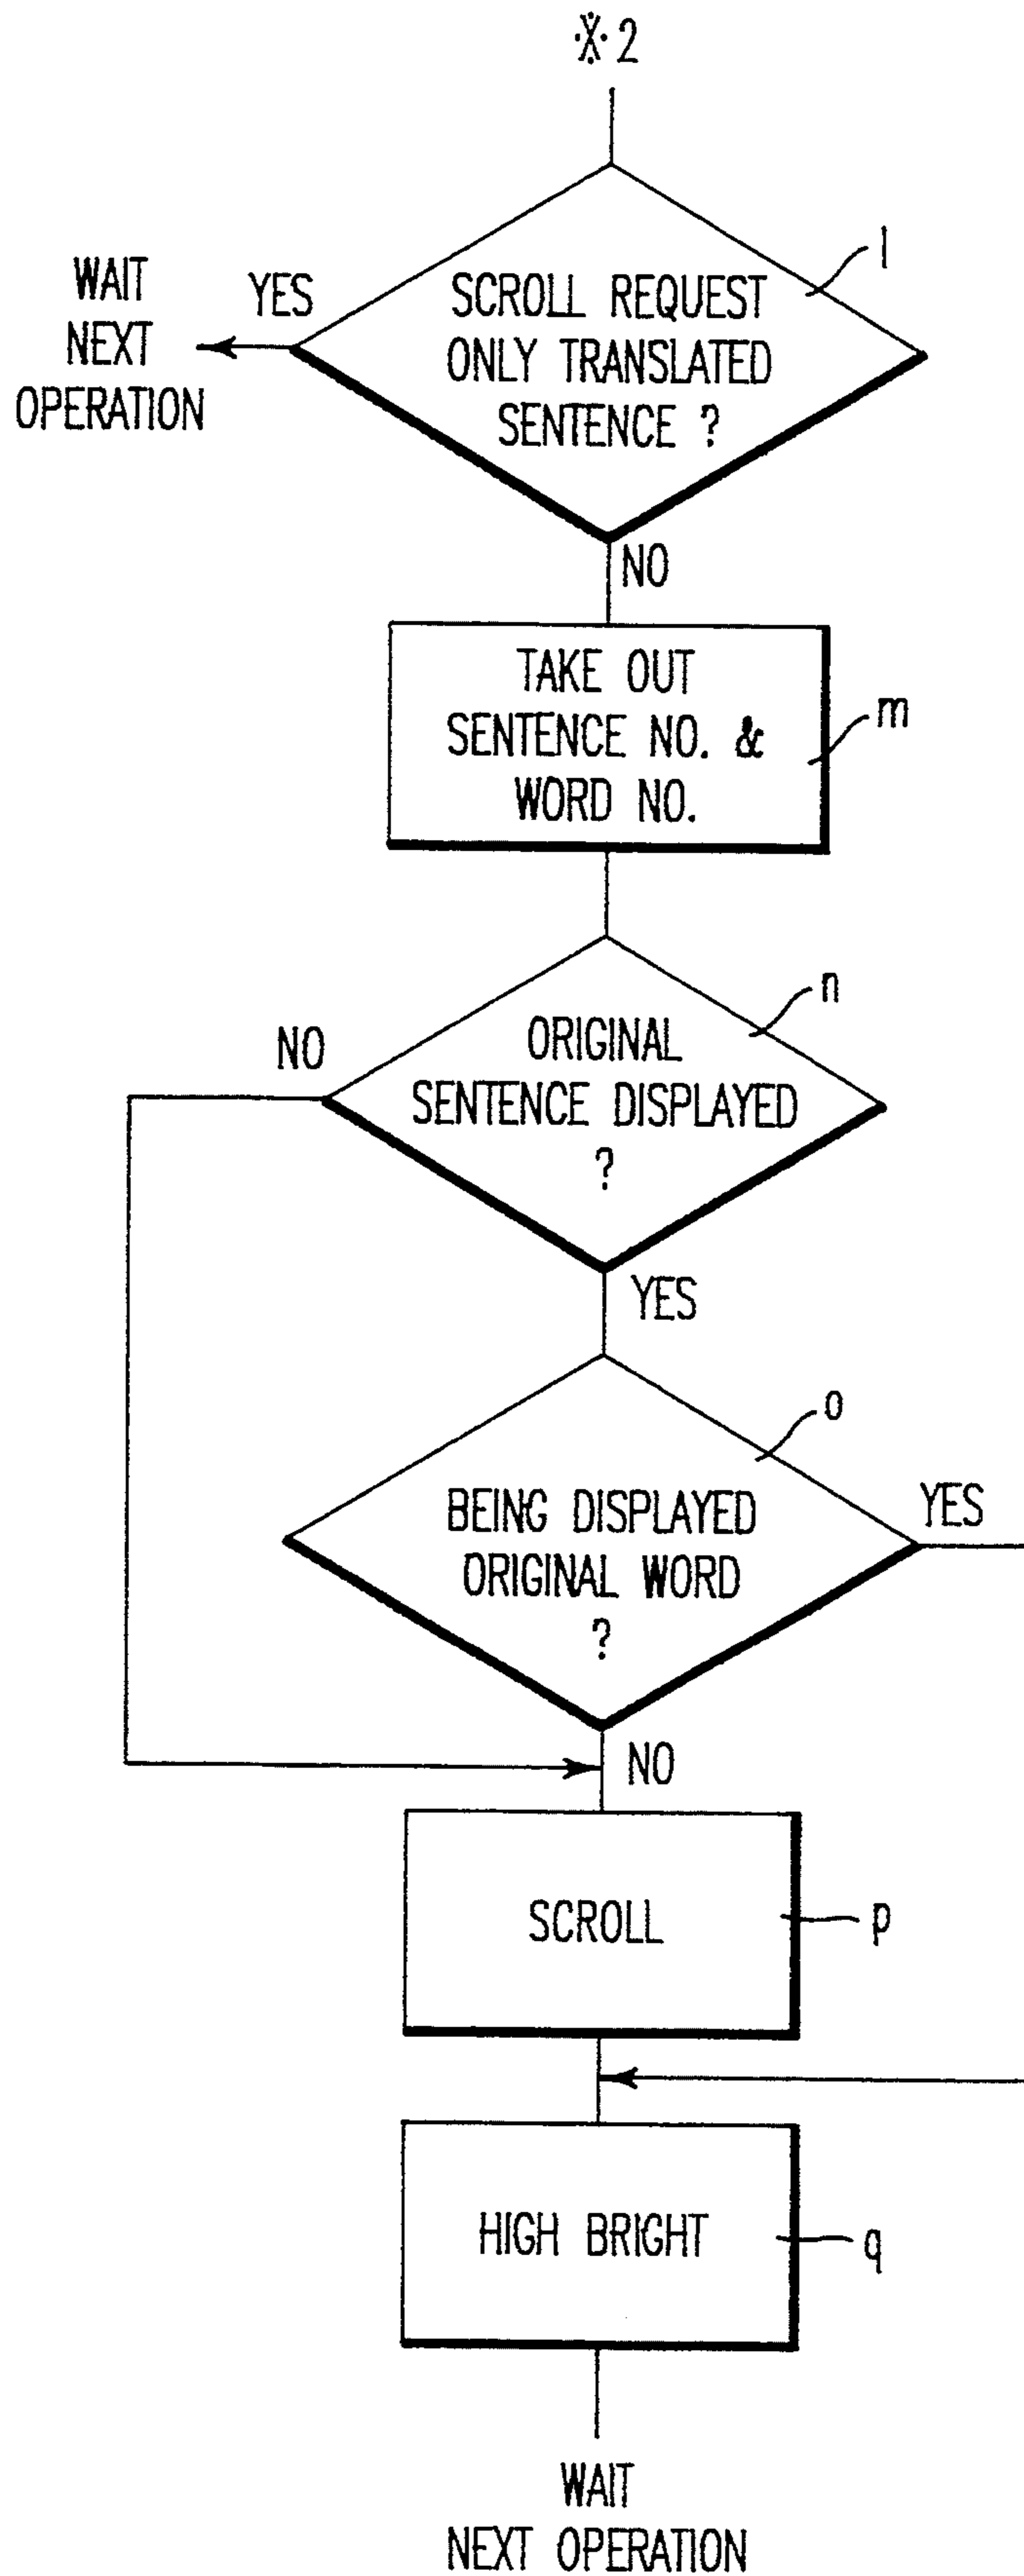 ※2
WAIT
NEXT
OPERATION
YES
SCROLL REQUEST
ONLY TRANSLATED
SENTENCE ?
l
NO
TAKE OUT
SENTENCE NO. &
WORD NO.
m
NO
ORIGINAL
SENTENCE DISPLAYED
?
n
YES
BEING DISPLAYED
ORIGINAL WORD
?
o
YES
NO
SCROLL
p
HIGH BRIGHT
q
WAIT
NEXT OPERATION